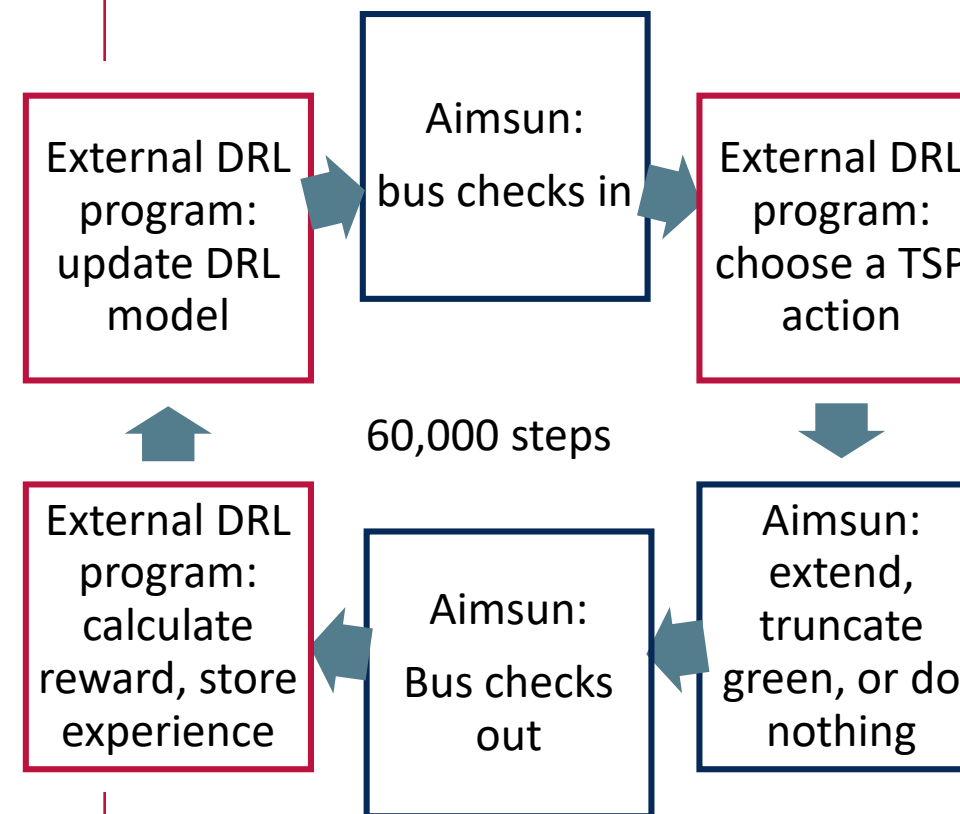 External DRL
program:
update DRL
model
Aimsun:
bus checks in
External DRL
program:
choose a TSP
action
60,000 steps
External DRL
program:
calculate
reward, store
experience
Aimsun:
Bus checks
out
Aimsun:
extend,
truncate
green, or do
nothing